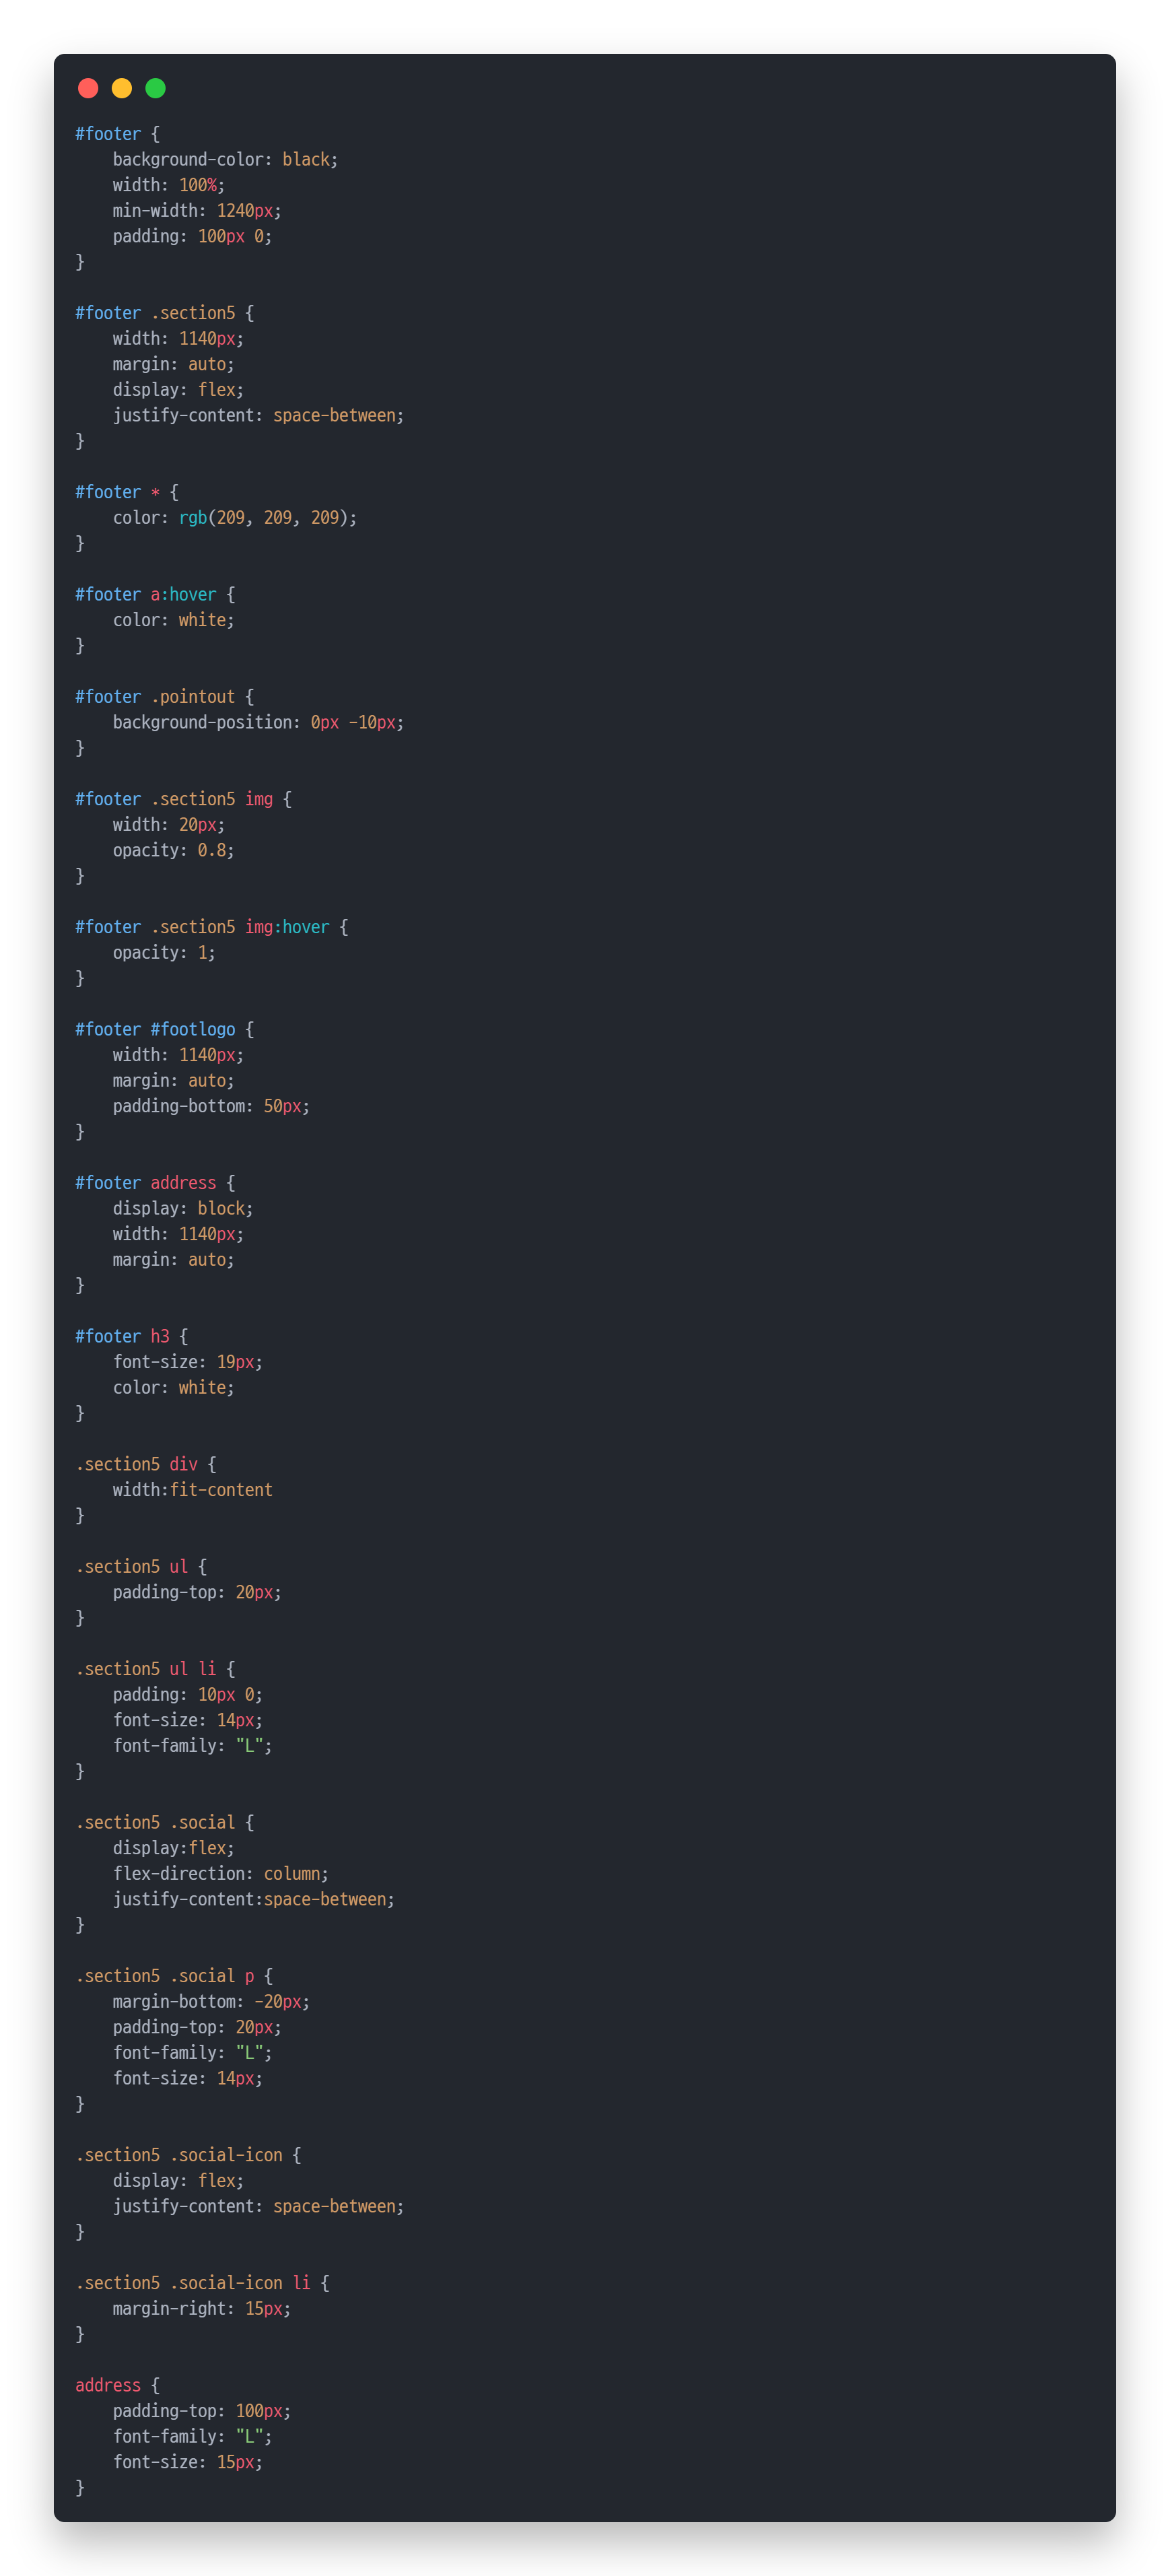 #footer {
    background-color: black;
    width: 100%;
    min-width: 1240px;
    padding: 100px 0;
}

#footer .section5 {
    width: 1140px;
    margin: auto;
    display: flex;
    justify-content: space-between;
}

#footer * {
    color: rgb(209, 209, 209);
}

#footer a:hover {
    color: white;
}

#footer .pointout {
    background-position: 0px -10px;
}

#footer .section5 img {
    width: 20px;
    opacity: 0.8;
}

#footer .section5 img:hover {
    opacity: 1;
}

#footer #footlogo {
    width: 1140px;
    margin: auto;
    padding-bottom: 50px;
}

#footer address {
    display: block;
    width: 1140px;
    margin: auto;
}

#footer h3 {
    font-size: 19px;
    color: white;
}

.section5 div {
    width:fit-content
}

.section5 ul {
    padding-top: 20px;
}

.section5 ul li {
    padding: 10px 0;
    font-size: 14px;
    font-family: "L";
}

.section5 .social {
    display:flex;
    flex-direction: column;
    justify-content:space-between;
}

.section5 .social p {
    margin-bottom: -20px;
    padding-top: 20px;
    font-family: "L";
    font-size: 14px;
}

.section5 .social-icon {
    display: flex;
    justify-content: space-between;
}

.section5 .social-icon li {
    margin-right: 15px;
}

address {
    padding-top: 100px;
    font-family: "L";
    font-size: 15px;
}